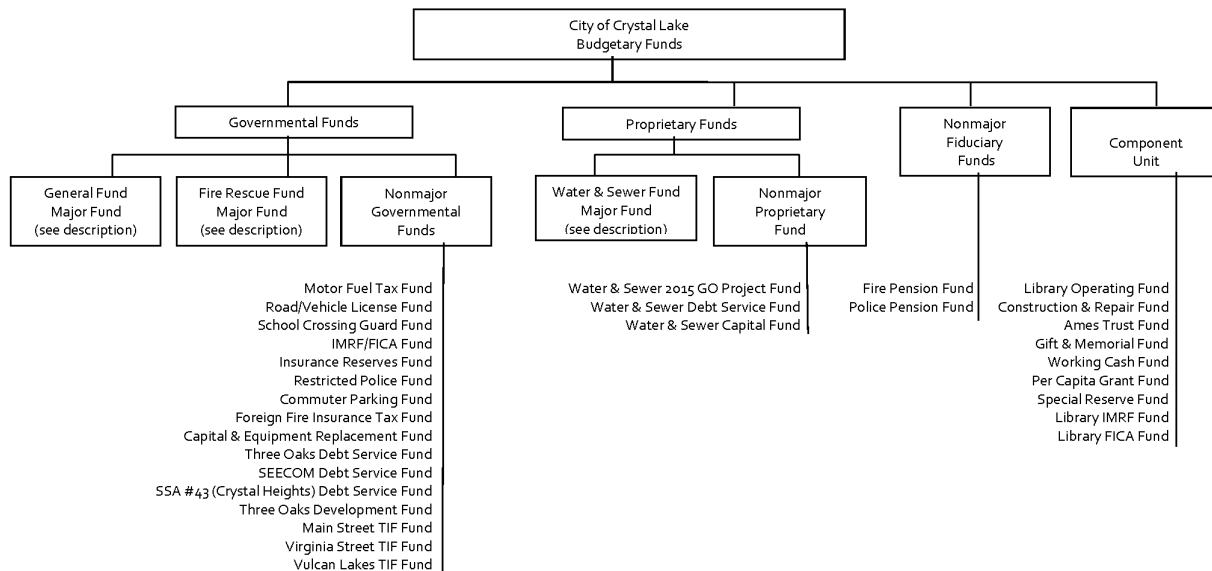 City of Crystal Lake
Budgetary Funds
Governmental Funds
Proprietary Funds
Nonmajor
Fiduciary
Funds
Component
Unit
General Fund
Major Fund
(see description)
Fire Rescue Fund
Major Fund
(see description)
Nonmajor
Governmental
Funds
Water & Sewer Fund
Major Fund
(see description)
Nonmajor
Proprietary
Fund
Motor Fuel Tax Fund
Road/Vehicle License Fund
School Crossing Guard Fund
IMRF/FICA Fund
Insurance Reserves Fund
Restricted Police Fund
Commuter Parking Fund
Foreign Fire Insurance Tax Fund
Capital & Equipment Replacement Fund
Three Oaks Debt Service Fund
SEECOM Debt Service Fund
SSA #43 (Crystal Heights) Debt Service Fund
Three Oaks Development Fund
Main Street TIF Fund
Virginia Street TIF Fund
Vulcan Lakes TIF Fund
Water & Sewer 2015 GO Project Fund
Water & Sewer Debt Service Fund
Water & Sewer Capital Fund
Fire Pension Fund
Police Pension Fund
Library Operating Fund
Construction & Repair Fund
Ames Trust Fund
Gift & Memorial Fund
Working Cash Fund
Per Capita Grant Fund
Special Reserve Fund
Library IMRF Fund
Library FICA Fund